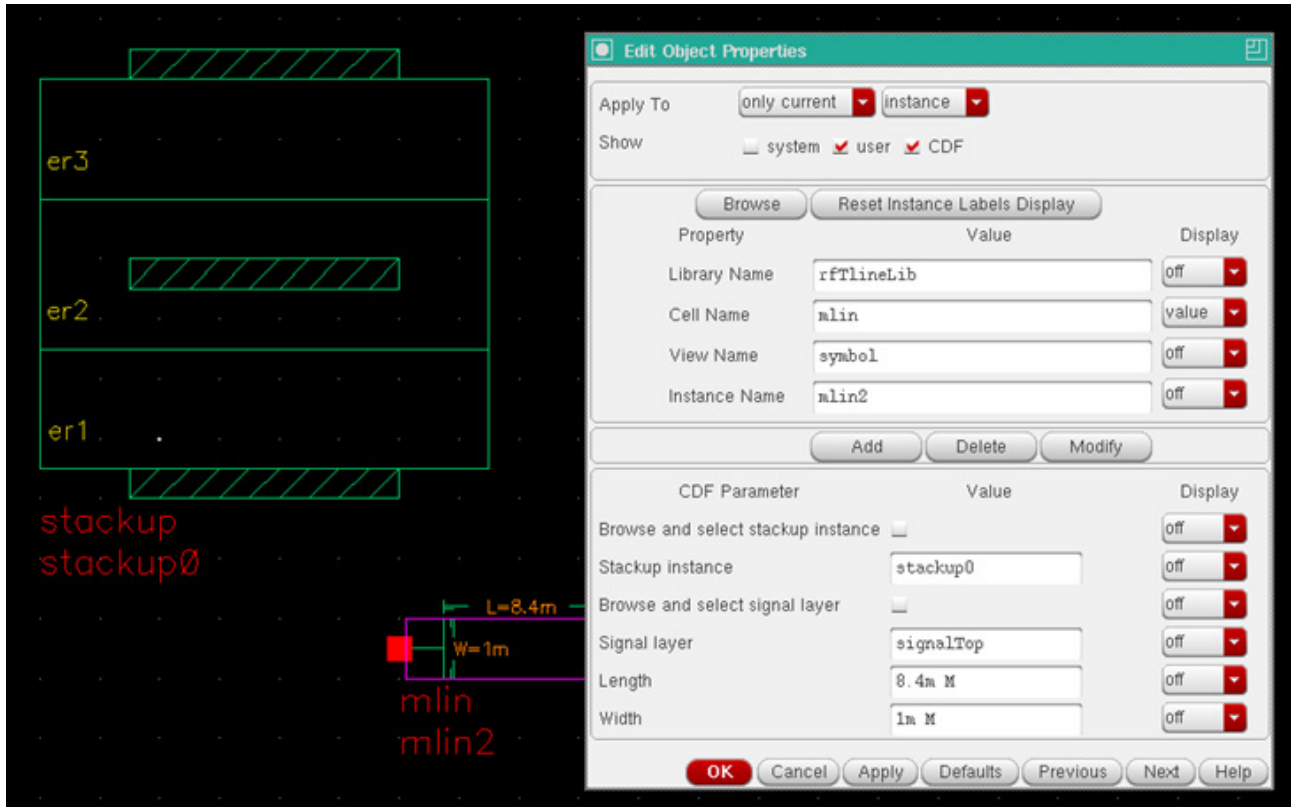 er3
er2
er1
stackup
stackup0
L=8.4m
W=1m
mlin
mlin2
Edit Object Properties
Apply To only current instance
Show system user CDF
Browse Reset Instance Labels Display
Property Value Display
Library Name rfTlineLib off
Cell Name mlin value
View Name symbol off
Instance Name mlin2 off
Add Delete Modify
CDF Parameter Value Display
Browse and select stackup instance off
Stackup instance stackup0 off
Browse and select signal layer off
Signal layer signalTop off
Length 8.4m M off
Width 1m M off
OK Cancel Apply Defaults Previous Next Help